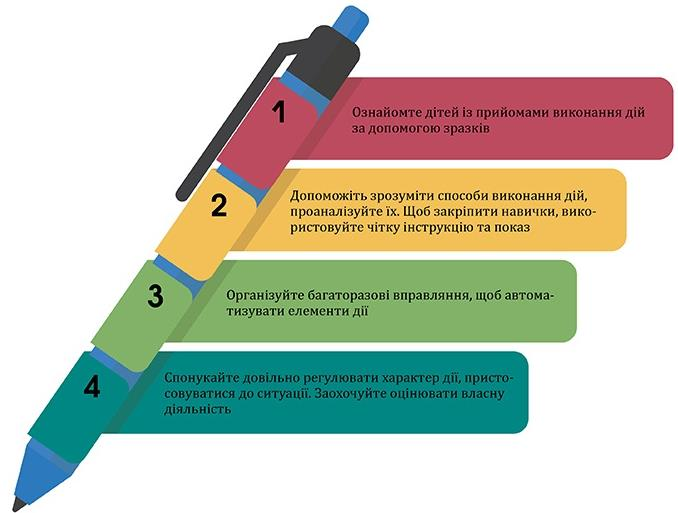 1
Ознайомте дітей із прийомами виконання дій
за допомогою зразків
2
Допоможіть зрозуміти способи виконання дій,
проаналізуйте їх. Щоб закріпити навички, вико-
ристовуйте чітку інструкцію та показ
3
Організуйте багаторазові вправляння, щоб автома-
тизувати елементи дії
4
Спонукайте довільно регулювати характер дії, присто-
совуватися до ситуації. Заохочуйте оцінювати власну
діяльність